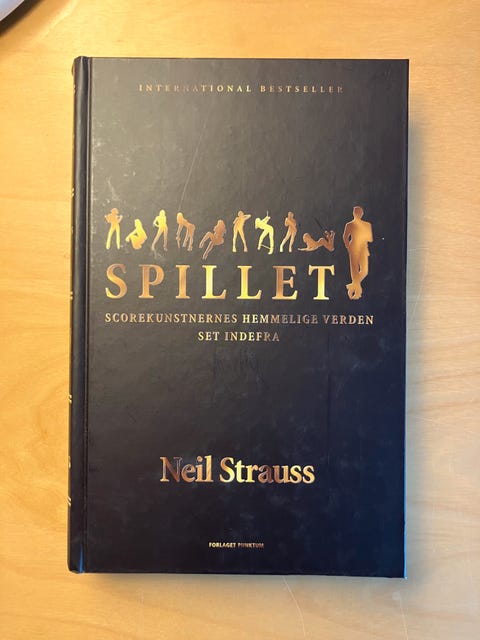 INTERNATIONAL BESTSELLER
SPILLET
SCOREKUNSTNERNES HEMMELIGE VERDEN
SET INDEFRA
Neil Strauss
FORLAGET PUNKTUM